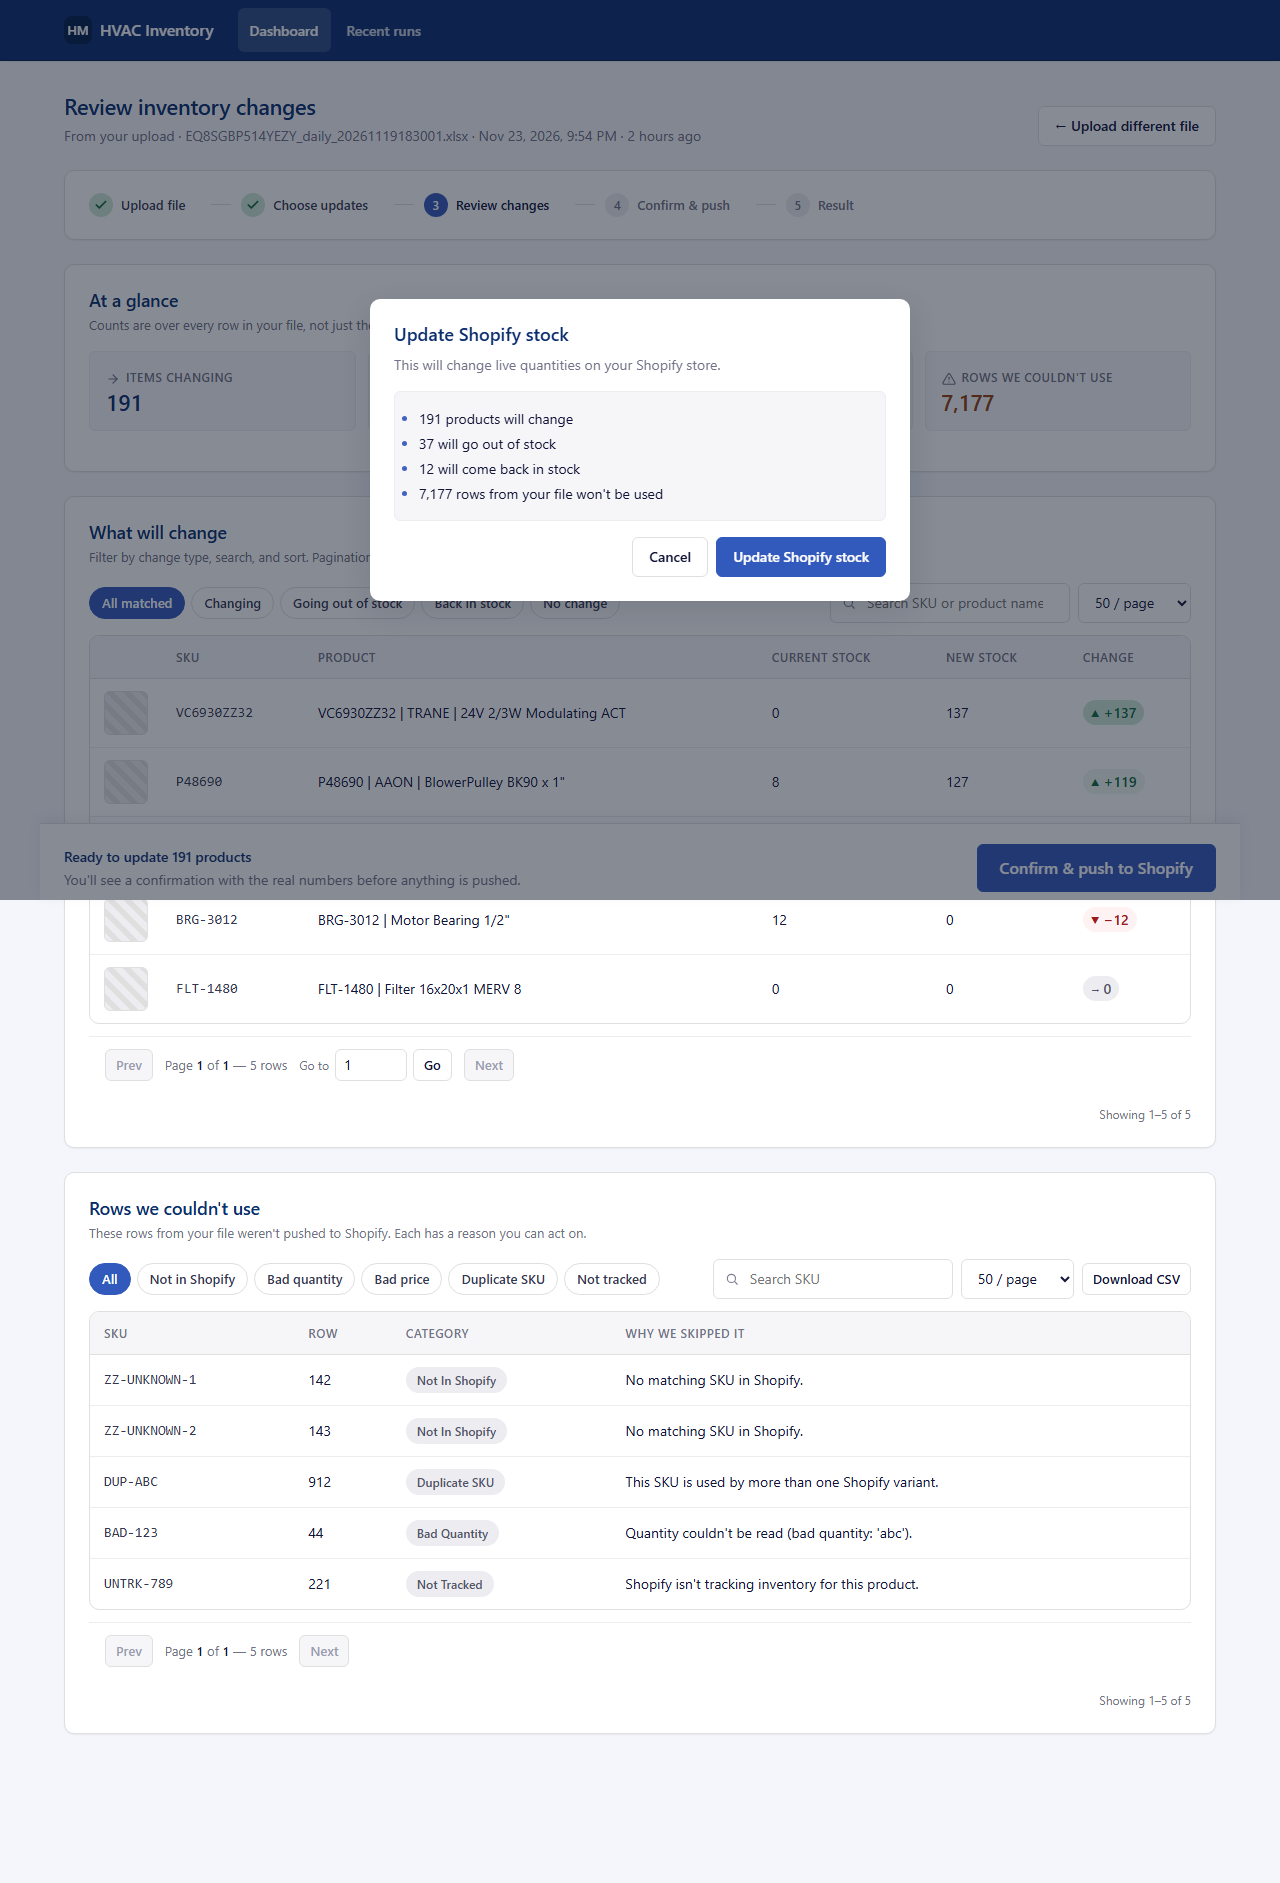 HM HVAC Inventory Dashboard Recent runs
Review inventory changes
From your upload · EQ8SGBP514YEZY_daily_20261119183001.xlsx · Nov 23, 2026, 9:54 PM · 2 hours ago
← Upload different file
Upload file Choose updates 3 Review changes 4 Confirm & push 5 Result
At a glance
Counts are over every row in your file, not just the
→ ITEMS CHANGING
191
ROWS WE COULDN'T USE
7,177
Update Shopify stock
This will change live quantities on your Shopify store.
• 191 products will change
• 37 will go out of stock
• 12 will come back in stock
• 7,177 rows from your file won't be used
Cancel Update Shopify stock
What will change
Filter by change type, search, and sort. Pagination
All matched Changing Going out of stock Back in stock No change Search SKU or product name 50 / page
SKU PRODUCT CURRENT STOCK NEW STOCK CHANGE
VC6930ZZ32 VC6930ZZ32 | TRANE | 24V 2/3W Modulating ACT 0 137 ▲ +137
P48690 P48690 | AAON | BlowerPulley BK90 x 1" 8 127 ▲ +119
Ready to update 191 products
You'll see a confirmation with the real numbers before anything is pushed.
Confirm & push to Shopify
BRG-3012 BRG-3012 | Motor Bearing 1/2" 12 0 ▼ −12
FLT-1480 FLT-1480 | Filter 16x20x1 MERV 8 0 0 → 0
Prev Page 1 of 1 — 5 rows Go to 1 Go Next
Showing 1–5 of 5
Rows we couldn't use
These rows from your file weren't pushed to Shopify. Each has a reason you can act on.
All Not in Shopify Bad quantity Bad price Duplicate SKU Not tracked Search SKU 50 / page Download CSV
SKU ROW CATEGORY WHY WE SKIPPED IT
ZZ-UNKNOWN-1 142 Not In Shopify No matching SKU in Shopify.
ZZ-UNKNOWN-2 143 Not In Shopify No matching SKU in Shopify.
DUP-ABC 912 Duplicate SKU This SKU is used by more than one Shopify variant.
BAD-123 44 Bad Quantity Quantity couldn't be read (bad quantity: 'abc').
UNTRK-789 221 Not Tracked Shopify isn't tracking inventory for this product.
Prev Page 1 of 1 — 5 rows Next
Showing 1–5 of 5